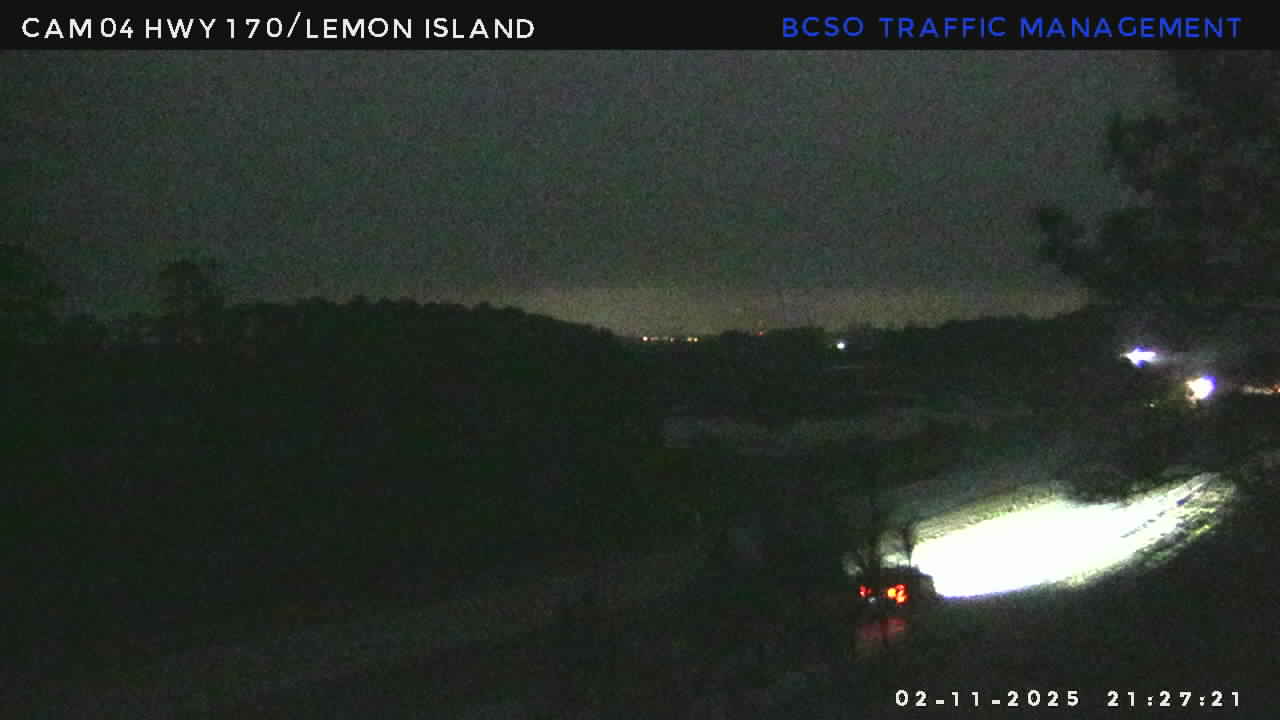 CAM04 HWY 170/LEMON ISLAND
BCSO TRAFFIC MANAGEMENT
02-11-2025 21:27:21